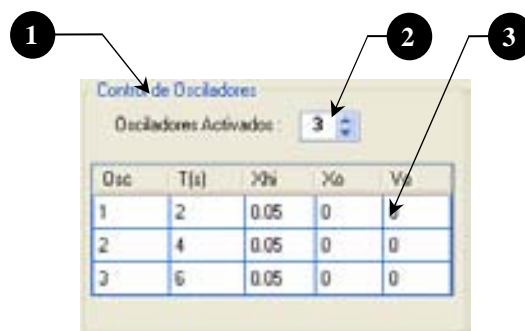 1 2 3
Control de Osciladores
Osciladores Activados : 3
Osc T(s) Xhi Xo Vo
1 2 0.05 0 0
2 4 0.05 0 0
3 6 0.05 0 0